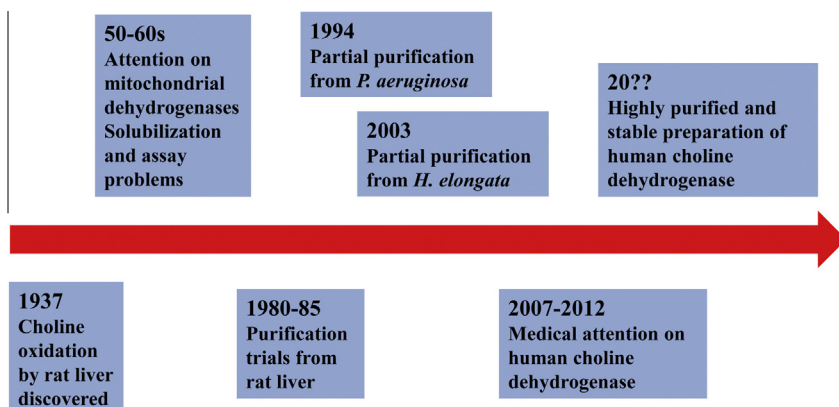 50-60s
Attention on
mitochondrial
dehydrogenases
Solubilization
and assay
problems
1994
Partial purification
from P. aeruginosa
2003
Partial purification
from H. elongata
20??
Highly purified and
stable preparation of
human choline
dehydrogenase
1937
Choline
oxidation
by rat liver
discovered
1980-85
Purification
trials from
rat liver
2007-2012
Medical attention on
human choline
dehydrogenase